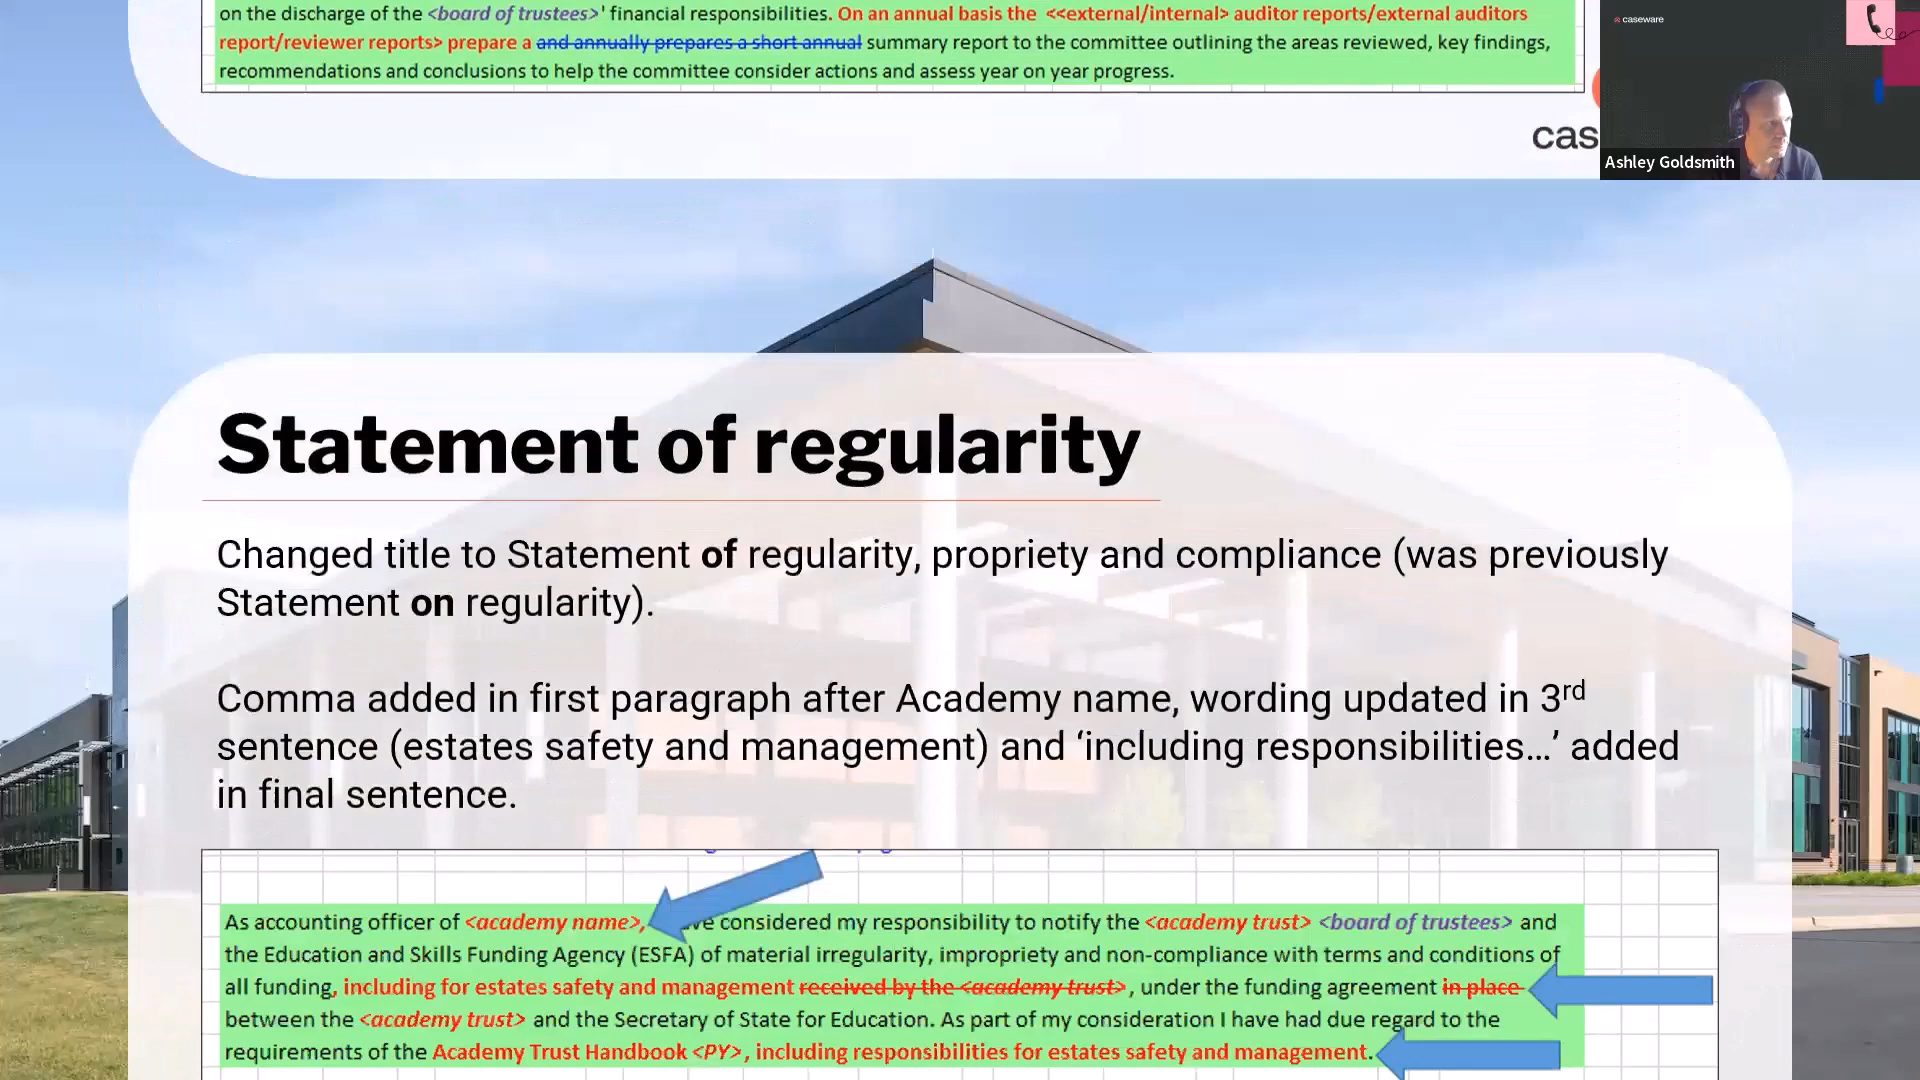 on the discharge of the <board of trustees>' financial responsibilities. On an annual basis the <<external/internal> auditor reports/external auditors
report/reviewer reports> prepare a and annually prepares a short annual summary report to the committee outlining the areas reviewed, key findings,
recommendations and conclusions to help the committee consider actions and assess year on year progress.
caseware
cas
Ashley Goldsmith
Statement of regularity
Changed title to Statement of regularity, propriety and compliance (was previously
Statement on regularity).
Comma added in first paragraph after Academy name, wording updated in 3rd
sentence (estates safety and management) and ‘including responsibilities…’ added
in final sentence.
As accounting officer of <academy name>, ve considered my responsibility to notify the <academy trust> <board of trustees> and
the Education and Skills Funding Agency (ESFA) of material irregularity, impropriety and non-compliance with terms and conditions of
all funding, including for estates safety and management received by the <academy trust>, under the funding agreement in place
between the <academy trust> and the Secretary of State for Education. As part of my consideration I have had due regard to the
requirements of the Academy Trust Handbook <PY>, including responsibilities for estates safety and management.